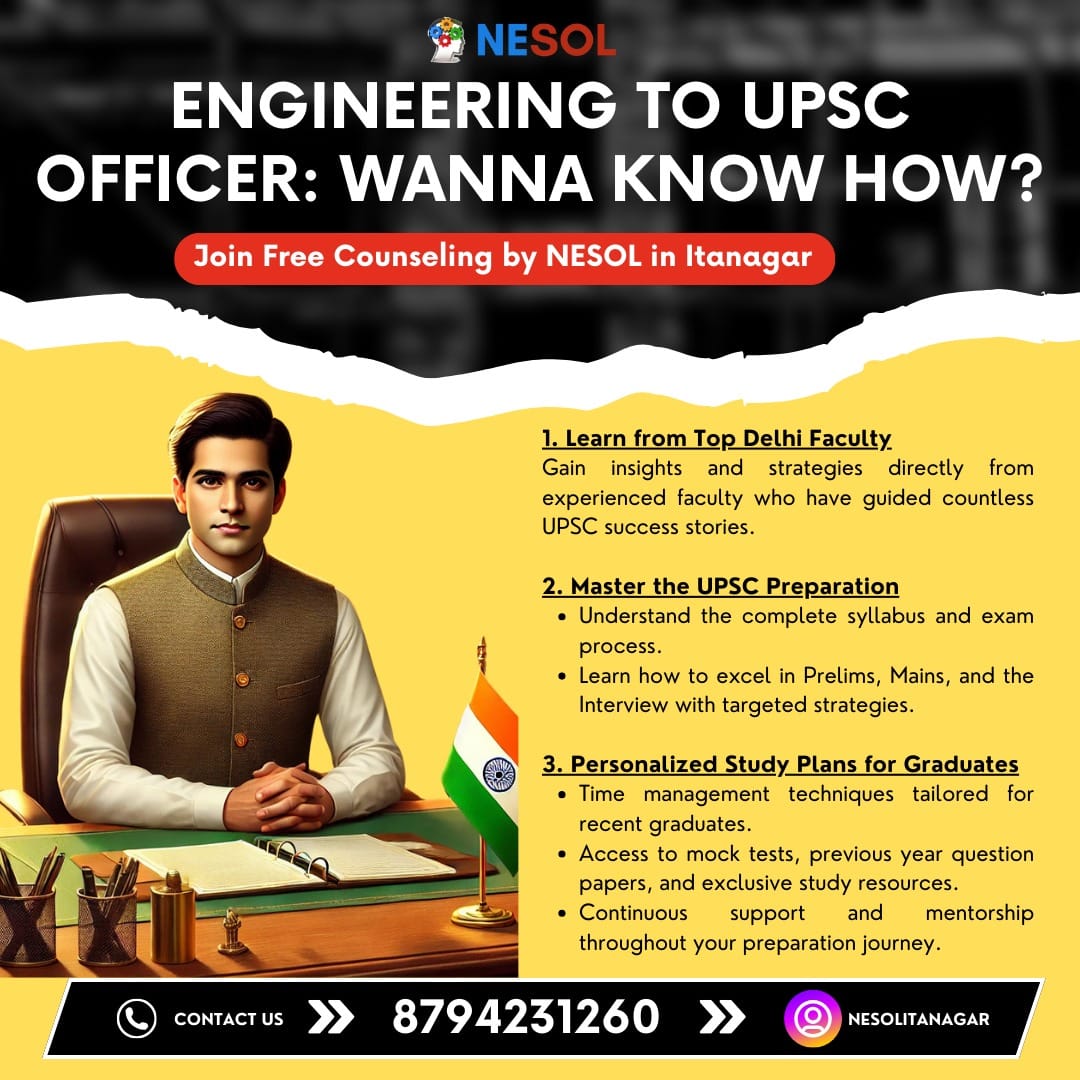 NESOL
ENGINEERING TO UPSC
OFFICER: WANNA KNOW HOW?
Join Free Counseling by NESOL in Itanagar
1. Learn from Top Delhi Faculty
Gain insights and strategies directly from
experienced faculty who have guided countless
UPSC success stories.
2. Master the UPSC Preparation
• Understand the complete syllabus and exam
process.
• Learn how to excel in Prelims, Mains, and the
Interview with targeted strategies.
3. Personalized Study Plans for Graduates
• Time management techniques tailored for
recent graduates.
• Access to mock tests, previous year question
papers, and exclusive study resources.
• Continuous support and mentorship
throughout your preparation journey.
CONTACT US 8794231260 NESOLITANAGAR